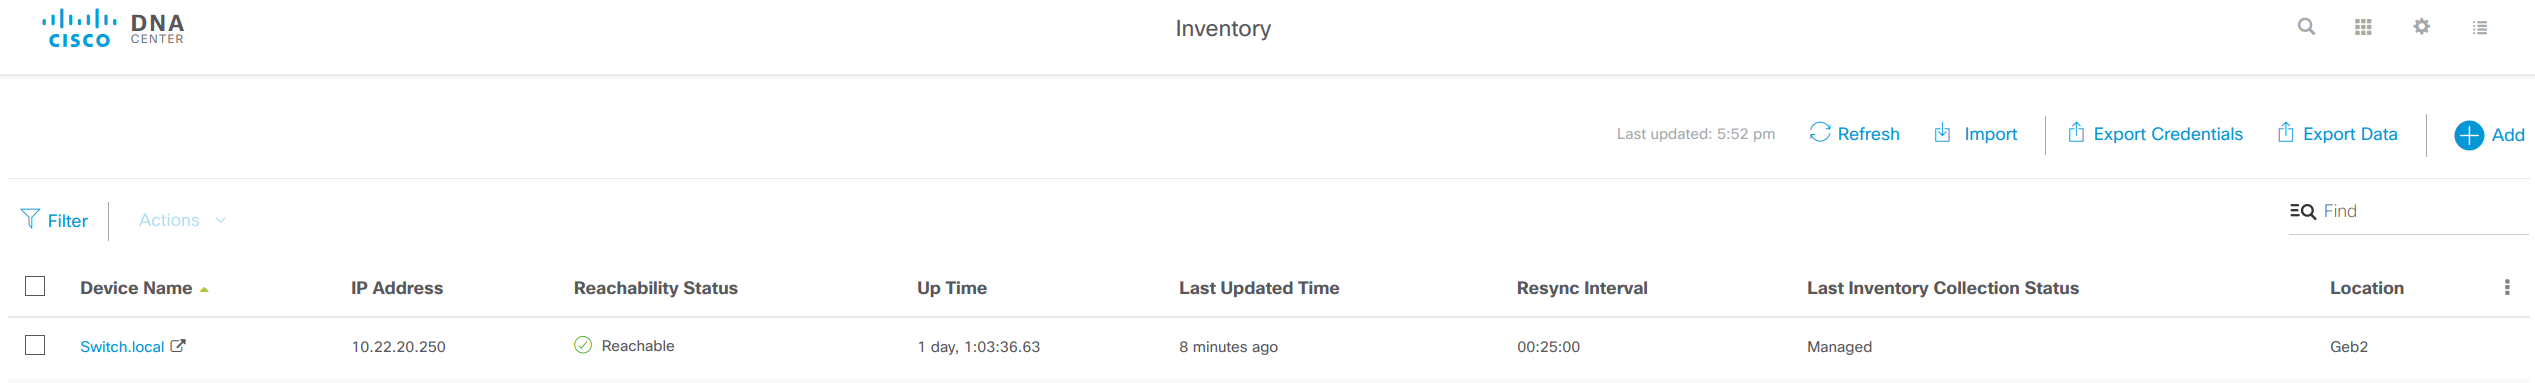 CISCO DNA CENTER
Inventory
Last updated: 5:52 pm Refresh Import Export Credentials Export Data Add
Filter Actions Find
Device Name IP Address Reachability Status Up Time Last Updated Time Resync Interval Last Inventory Collection Status Location
Switch.local 10.22.20.250 Reachable 1 day, 1:03:36.63 8 minutes ago 00:25:00 Managed Geb2